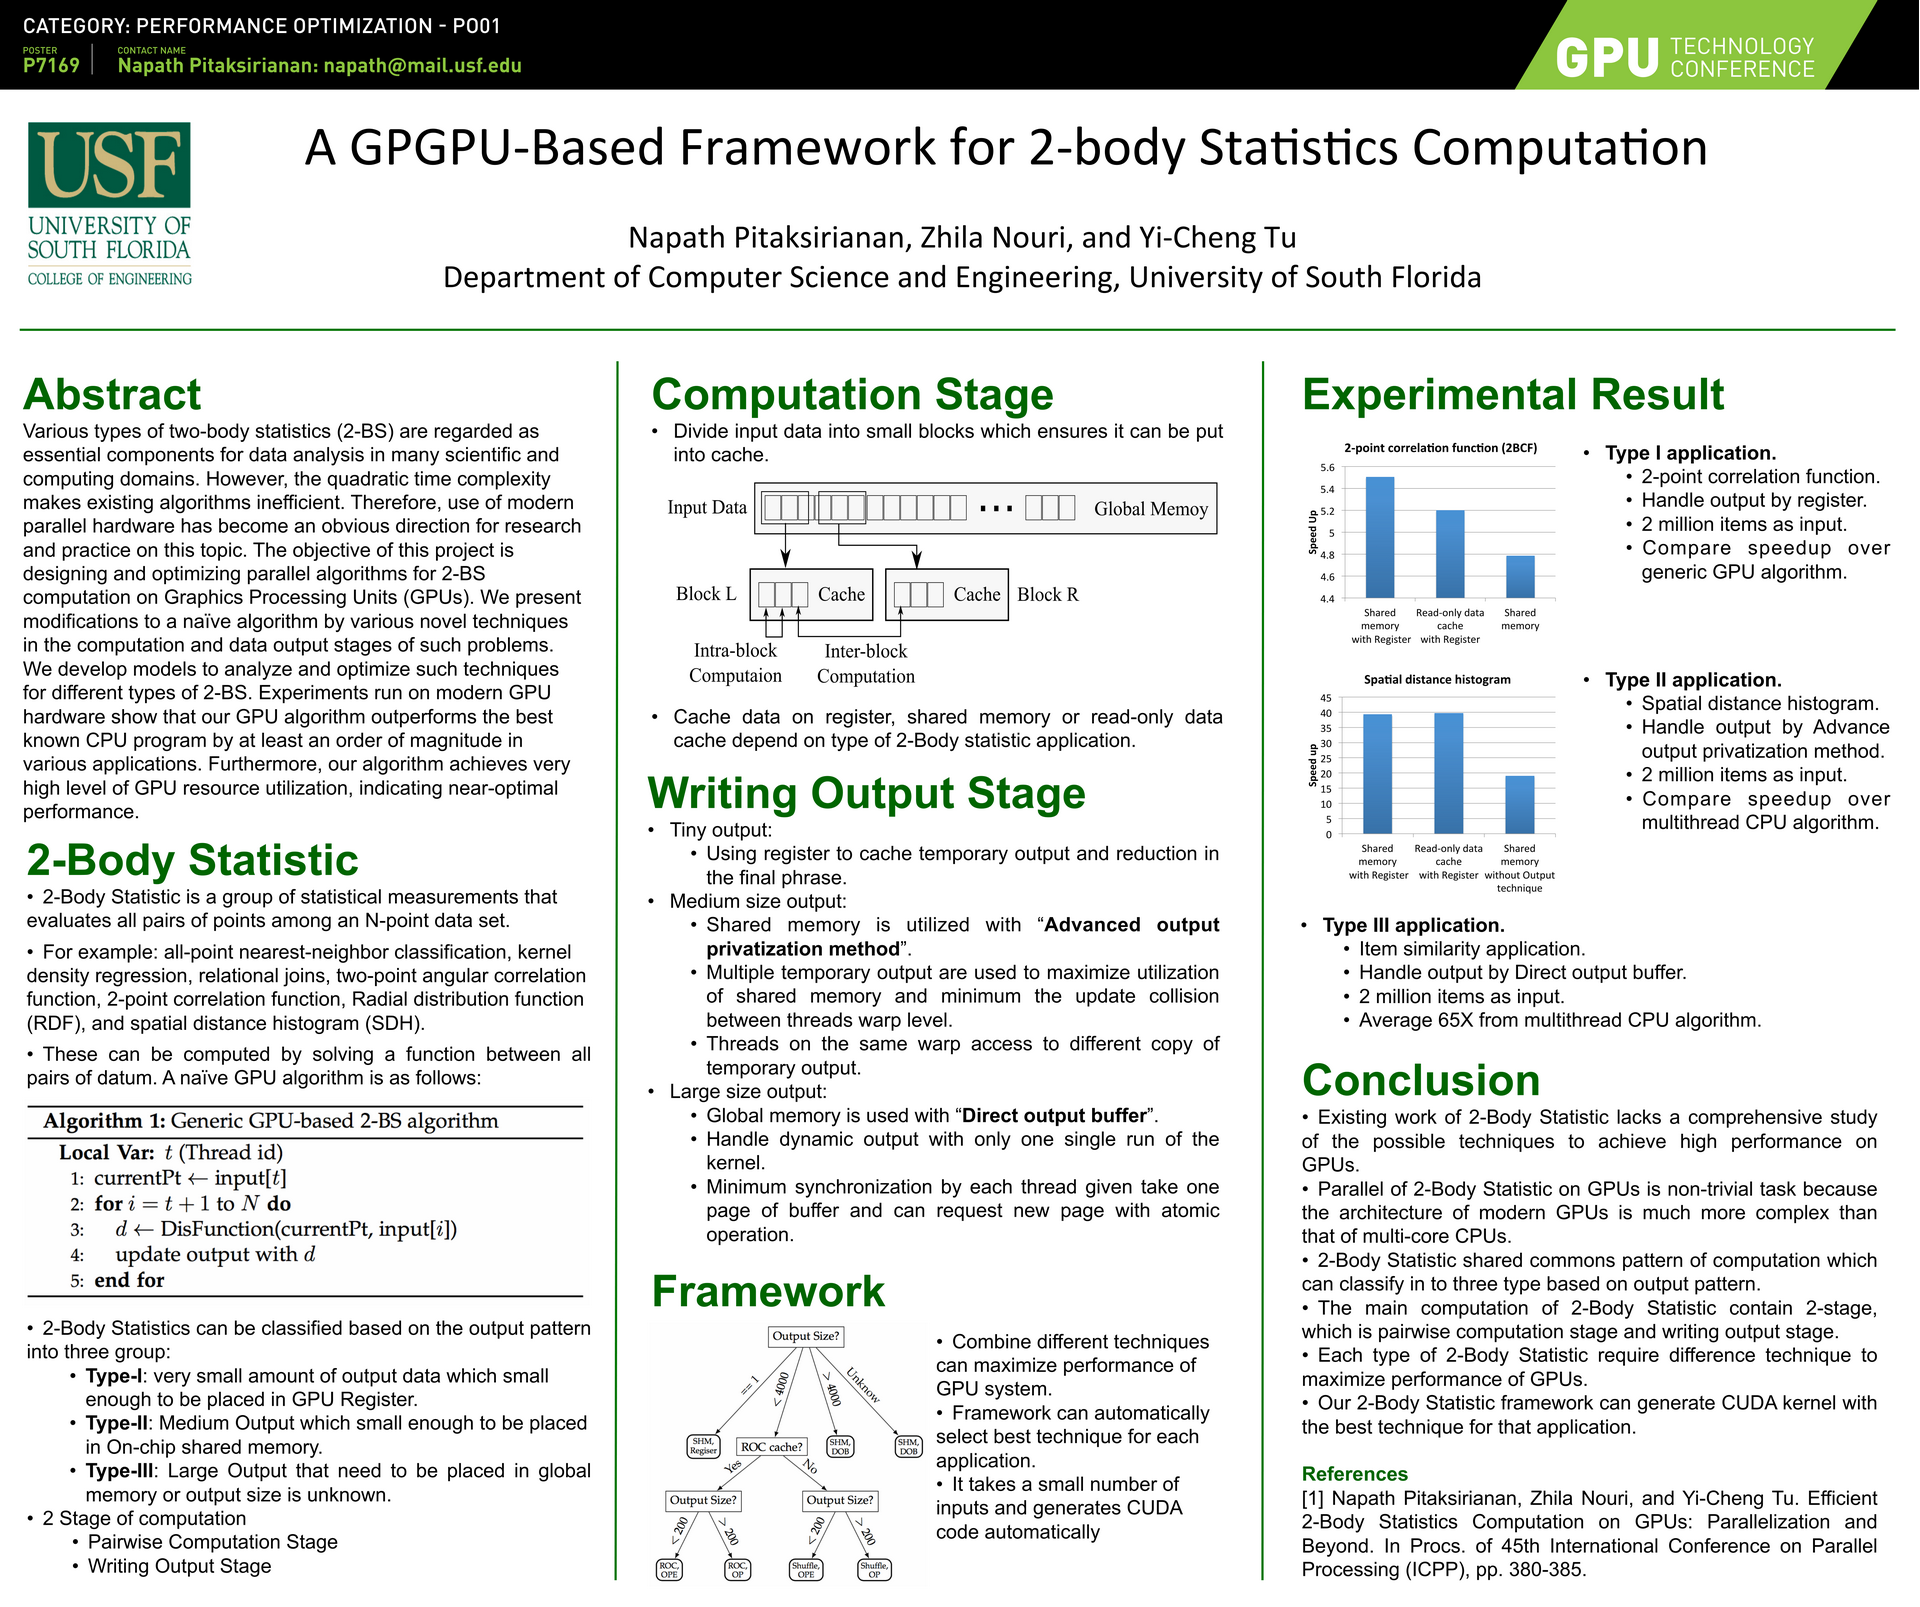 CATEGORY: PERFORMANCE OPTIMIZATION - PO01
POSTER
P7169
CONTACT NAME
Napath Pitaksirianan: napath@mail.usf.edu
GPU TECHNOLOGY
CONFERENCE
USF
UNIVERSITY OF
SOUTH FLORIDA
COLLEGE OF ENGINEERING
A GPGPU-Based Framework for 2-body Statistics Computation
Napath Pitaksirianan, Zhila Nouri, and Yi-Cheng Tu
Department of Computer Science and Engineering, University of South Florida
Abstract
Various types of two-body statistics (2-BS) are regarded as
essential components for data analysis in many scientific and
computing domains. However, the quadratic time complexity
makes existing algorithms inefficient. Therefore, use of modern
parallel hardware has become an obvious direction for research
and practice on this topic. The objective of this project is
designing and optimizing parallel algorithms for 2-BS
computation on Graphics Processing Units (GPUs). We present
modifications to a naïve algorithm by various novel techniques
in the computation and data output stages of such problems.
We develop models to analyze and optimize such techniques
for different types of 2-BS. Experiments run on modern GPU
hardware show that our GPU algorithm outperforms the best
known CPU program by at least an order of magnitude in
various applications. Furthermore, our algorithm achieves very
high level of GPU resource utilization, indicating near-optimal
performance.
2-Body Statistic
• 2-Body Statistic is a group of statistical measurements that
evaluates all pairs of points among an N-point data set.
• For example: all-point nearest-neighbor classification, kernel
density regression, relational joins, two-point angular correlation
function, 2-point correlation function, Radial distribution function
(RDF), and spatial distance histogram (SDH).
• These can be computed by solving a function between all
pairs of datum. A naïve GPU algorithm is as follows:
Algorithm 1: Generic GPU-based 2-BS algorithm
Local Var: t (Thread id)
1: currentPt ← input[t]
2: for i = t + 1 to N do
3: d ← DisFunction(currentPt, input[i])
4: update output with d
5: end for
• 2-Body Statistics can be classified based on the output pattern
into three group:
• Type-I: very small amount of output data which small
enough to be placed in GPU Register.
• Type-II: Medium Output which small enough to be placed
in On-chip shared memory.
• Type-III: Large Output that need to be placed in global
memory or output size is unknown.
• 2 Stage of computation
• Pairwise Computation Stage
• Writing Output Stage
Computation Stage
• Divide input data into small blocks which ensures it can be put
into cache.
Input Data
Global Memoy
Block L
Cache
Cache
Block R
Intra-block
Computaion
Inter-block
Computation
• Cache data on register, shared memory or read-only data
cache depend on type of 2-Body statistic application.
Writing Output Stage
• Tiny output:
• Using register to cache temporary output and reduction in
the final phrase.
• Medium size output:
• Shared memory is utilized with “Advanced output
privatization method”.
• Multiple temporary output are used to maximize utilization
of shared memory and minimum the update collision
between threads warp level.
• Threads on the same warp access to different copy of
temporary output.
• Large size output:
• Global memory is used with “Direct output buffer”.
• Handle dynamic output with only one single run of the
kernel.
• Minimum synchronization by each thread given take one
page of buffer and can request new page with atomic
operation.
Framework
Output Size?
== 1
< 4000
> 4000
Unknow
SHM,
Regiser
ROC cache?
SHM,
DOB
SHM,
DOB
Yes
No
Output Size?
Output Size?
< 200
> 200
< 200
> 200
ROC,
OPE
ROC,
OP
Shuffle,
OPE
Shuffle,
OP
• Combine different techniques
can maximize performance of
GPU system.
• Framework can automatically
select best technique for each
application.
• It takes a small number of
inputs and generates CUDA
code automatically
Experimental Result
2-point correlation function (2BCF)
Speed Up
5.6
5.4
5.2
5
4.8
4.6
4.4
Shared
memory
with Register
Read-only data
cache
with Register
Shared
memory
• Type I application.
• 2-point correlation function.
• Handle output by register.
• 2 million items as input.
• Compare speedup over
generic GPU algorithm.
Spatial distance histogram
Speed up
45
40
35
30
25
20
15
10
5
0
Shared
memory
with Register
Read-only data
cache
with Register
Shared
memory
without Output
technique
• Type II application.
• Spatial distance histogram.
• Handle output by Advance
output privatization method.
• 2 million items as input.
• Compare speedup over
multithread CPU algorithm.
• Type III application.
• Item similarity application.
• Handle output by Direct output buffer.
• 2 million items as input.
• Average 65X from multithread CPU algorithm.
Conclusion
• Existing work of 2-Body Statistic lacks a comprehensive study
of the possible techniques to achieve high performance on
GPUs.
• Parallel of 2-Body Statistic on GPUs is non-trivial task because
the architecture of modern GPUs is much more complex than
that of multi-core CPUs.
• 2-Body Statistic shared commons pattern of computation which
can classify in to three type based on output pattern.
• The main computation of 2-Body Statistic contain 2-stage,
which is pairwise computation stage and writing output stage.
• Each type of 2-Body Statistic require difference technique to
maximize performance of GPUs.
• Our 2-Body Statistic framework can generate CUDA kernel with
the best technique for that application.
References
[1] Napath Pitaksirianan, Zhila Nouri, and Yi-Cheng Tu. Efficient
2-Body Statistics Computation on GPUs: Parallelization and
Beyond. In Procs. of 45th International Conference on Parallel
Processing (ICPP), pp. 380-385.